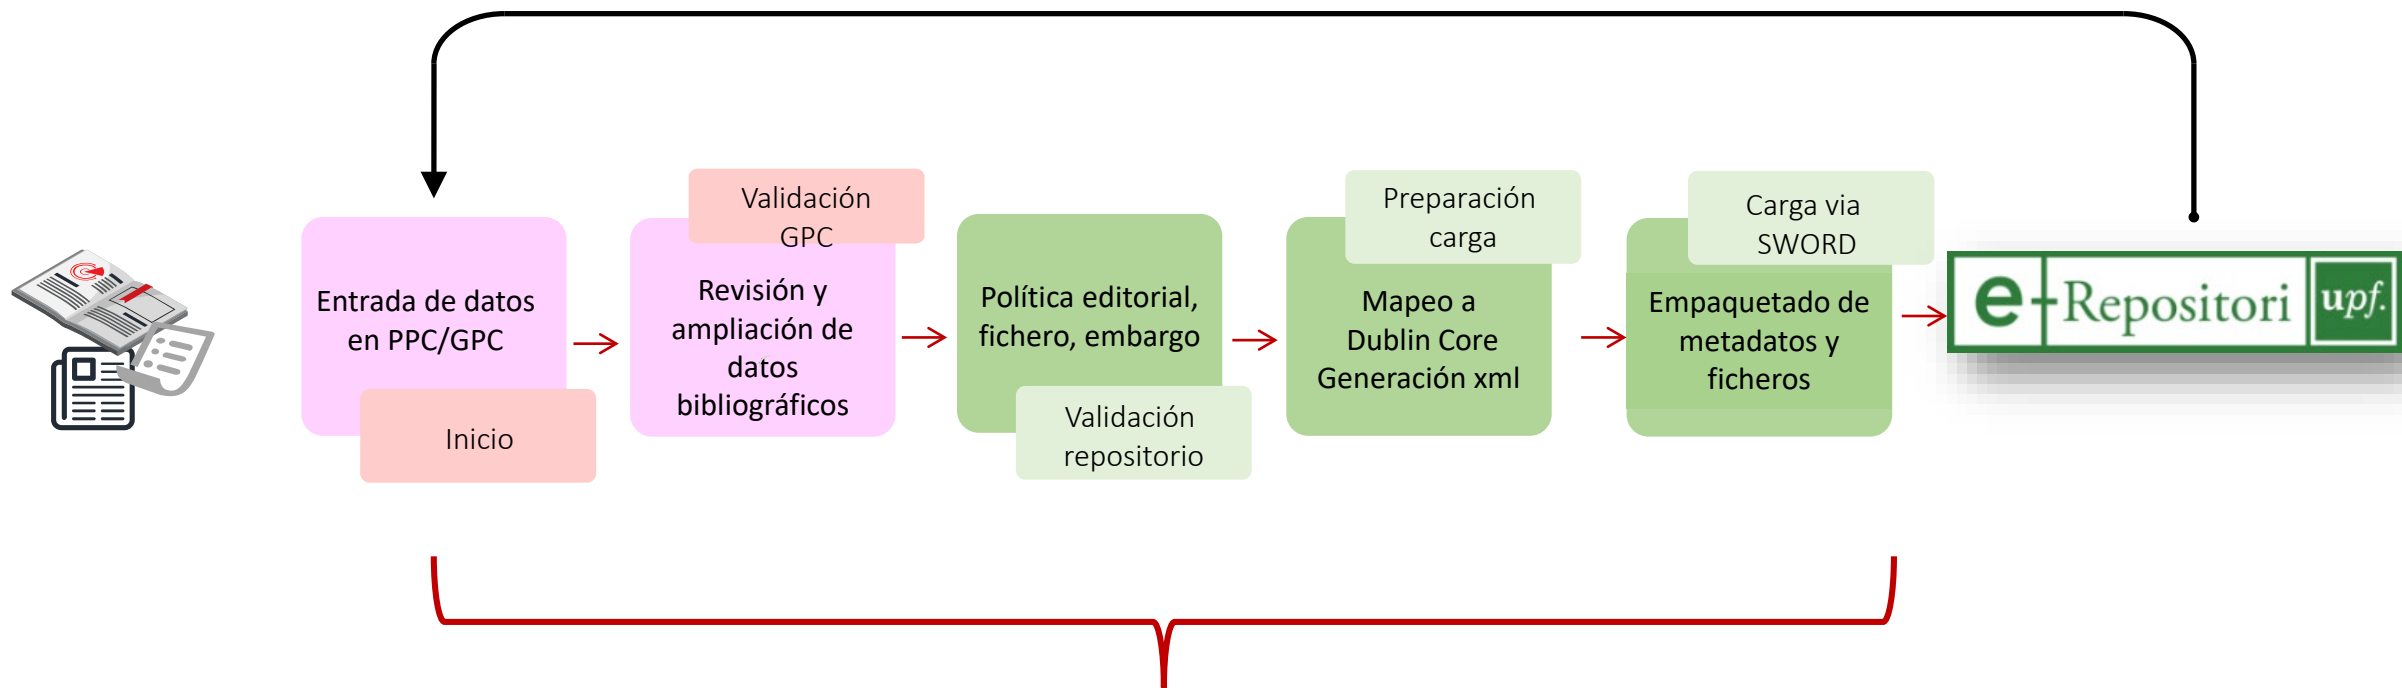 Entrada de datos
en PPC/GPC
Inicio
Validación
GPC
Revisión y
ampliación de
datos
bibliográficos
Política editorial,
fichero, embargo
Validación
repositorio
Preparación
carga
Mapeo a
Dublin Core
Generación xml
Carga via
SWORD
Empaquetado de
metadatos y
ficheros
e-Repositori upf.